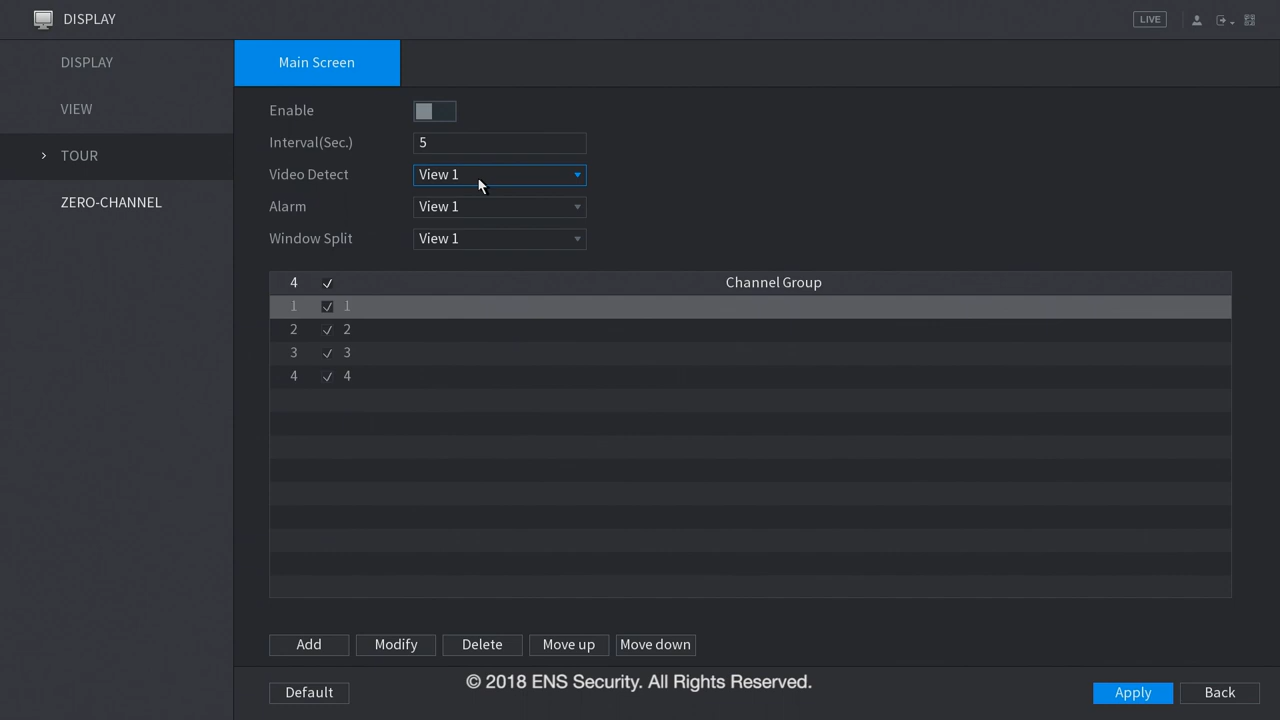 DISPLAY
LIVE
DISPLAY
VIEW
TOUR
ZERO-CHANNEL
Main Screen
Enable
Interval(Sec.) 5
Video Detect View 1
Alarm View 1
Window Split View 1
4 Channel Group
1 1
2 2
3 3
4 4
Add Modify Delete Move up Move down
© 2018 ENS Security. All Rights Reserved.
Default Apply Back